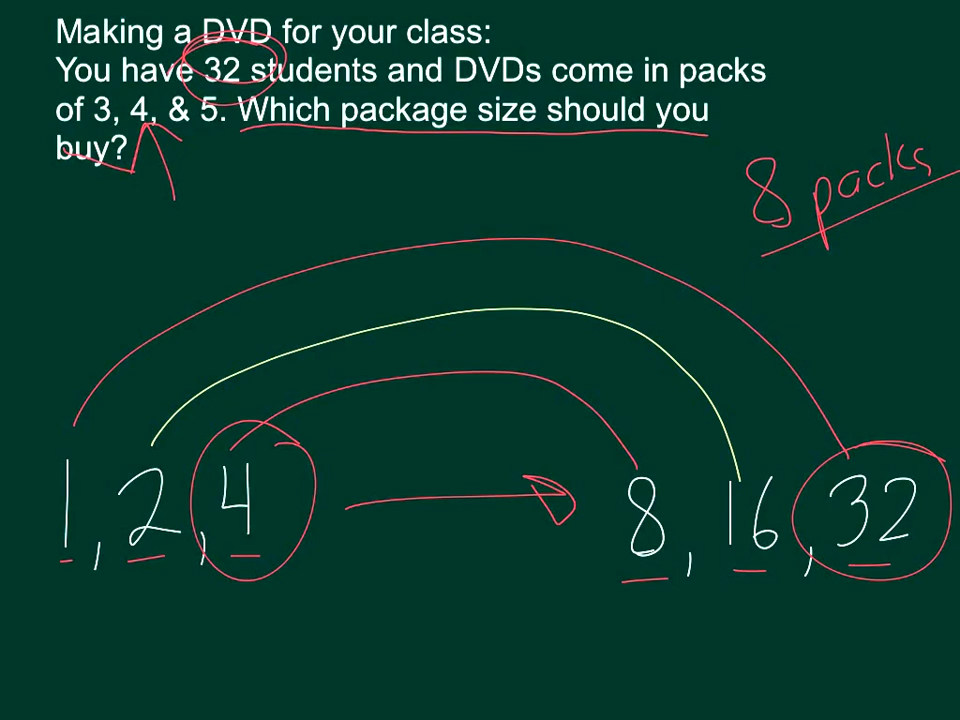 Making a DVD for your class:
You have 32 students and DVDs come in packs
of 3, 4, & 5. Which package size should you
buy?
8 packs
1, 2, 4 8, 16, 32